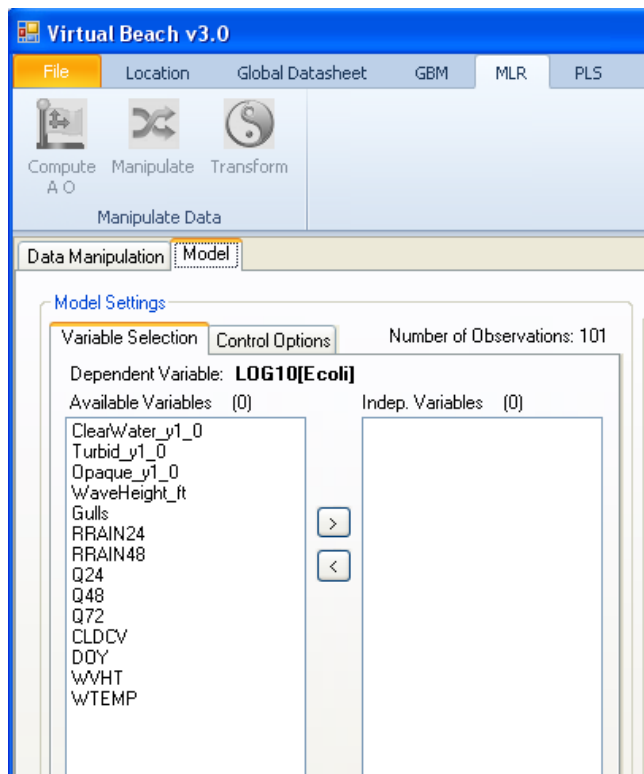 Virtual Beach v3.0
File Location Global Datasheet GBM MLR PLS
Compute Manipulate Transform
A O
Manipulate Data
Data Manipulation Model
Model Settings
Variable Selection Control Options Number of Observations: 101
Dependent Variable: LOG10[Ecoli]
Available Variables (0) Indep. Variables (0)
ClearWater_y1_0
Turbid_y1_0
Opaque_y1_0
WaveHeight_ft
Gulls
RRAIN24
RRAIN48
Q24
Q48
Q72
CLDCV
DOY
WVHT
WTEMP
>
<